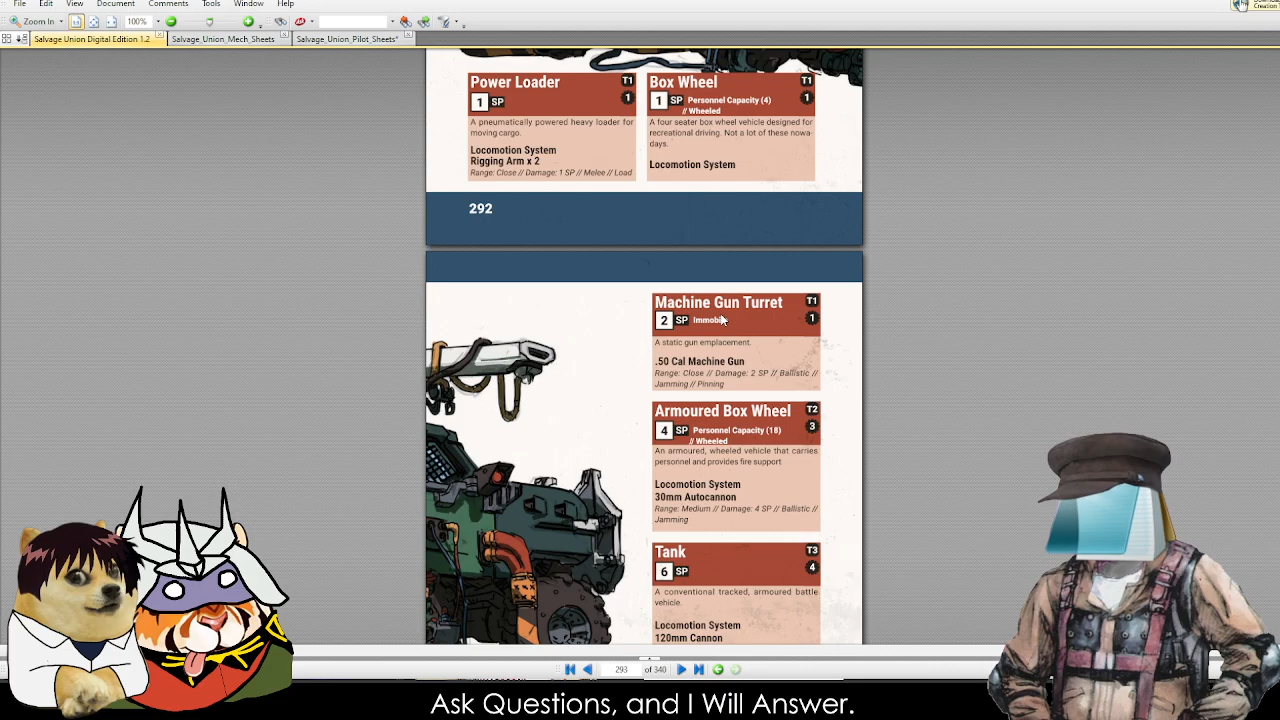 File Edit View Document Comments Tools Window Help
Zoom In 100%
Salvage Union Digital Edition 1.2 Salvage_Union_Mech_Sheets Salvage_Union_Pilot_Sheets*
Power Loader T1
1 SP 1
A pneumatically powered heavy loader for
moving cargo.
Locomotion System
Rigging Arm x 2
Range: Close // Damage: 1 SP // Melee // Load
Box Wheel T1
1 SP Personnel Capacity (4) 1
// Wheeled
A four seater box wheel vehicle designed for
recreational driving. Not a lot of these nowa-
days.
Locomotion System
292
Machine Gun Turret T1
2 SP 1
A static gun emplacement.
.50 Cal Machine Gun
Range: Close // Damage: 2 SP // Ballistic //
Jamming // Pinning
Armoured Box Wheel T2
4 SP Personnel Capacity (18) 3
// Wheeled
An armoured, wheeled vehicle that carries
personnel and provides fire support
Locomotion System
30mm Autocannon
Range: Medium // Damage: 4 SP // Ballistic //
Jamming
Tank T3
6 SP 4
A conventional tracked, armoured battle
vehicle.
Locomotion System
120mm Cannon
293 of 340
Ask Questions, and I Will Answer.